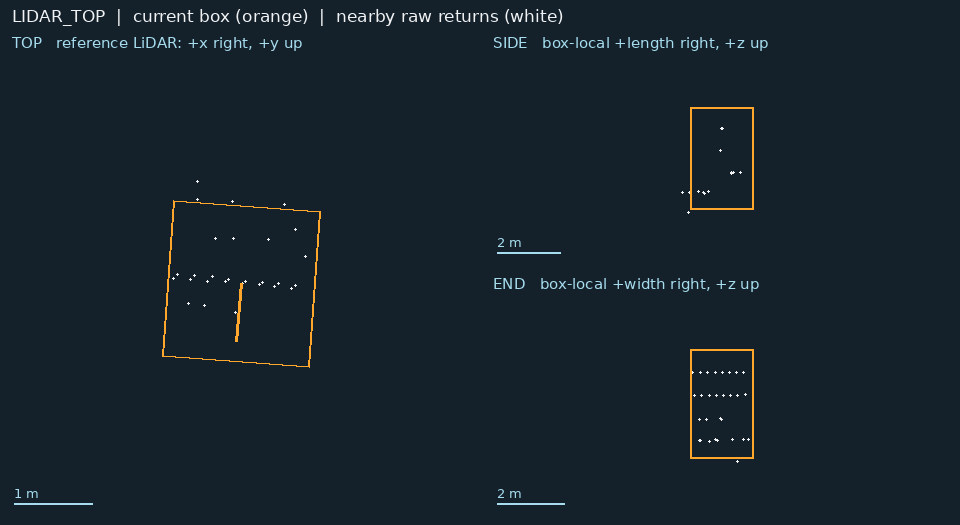 LIDAR_TOP | current box (orange) | nearby raw returns (white)
TOP reference LiDAR: +x right, +y up
SIDE box-local +length right, +z up
2 m
END box-local +width right, +z up
1 m
2 m